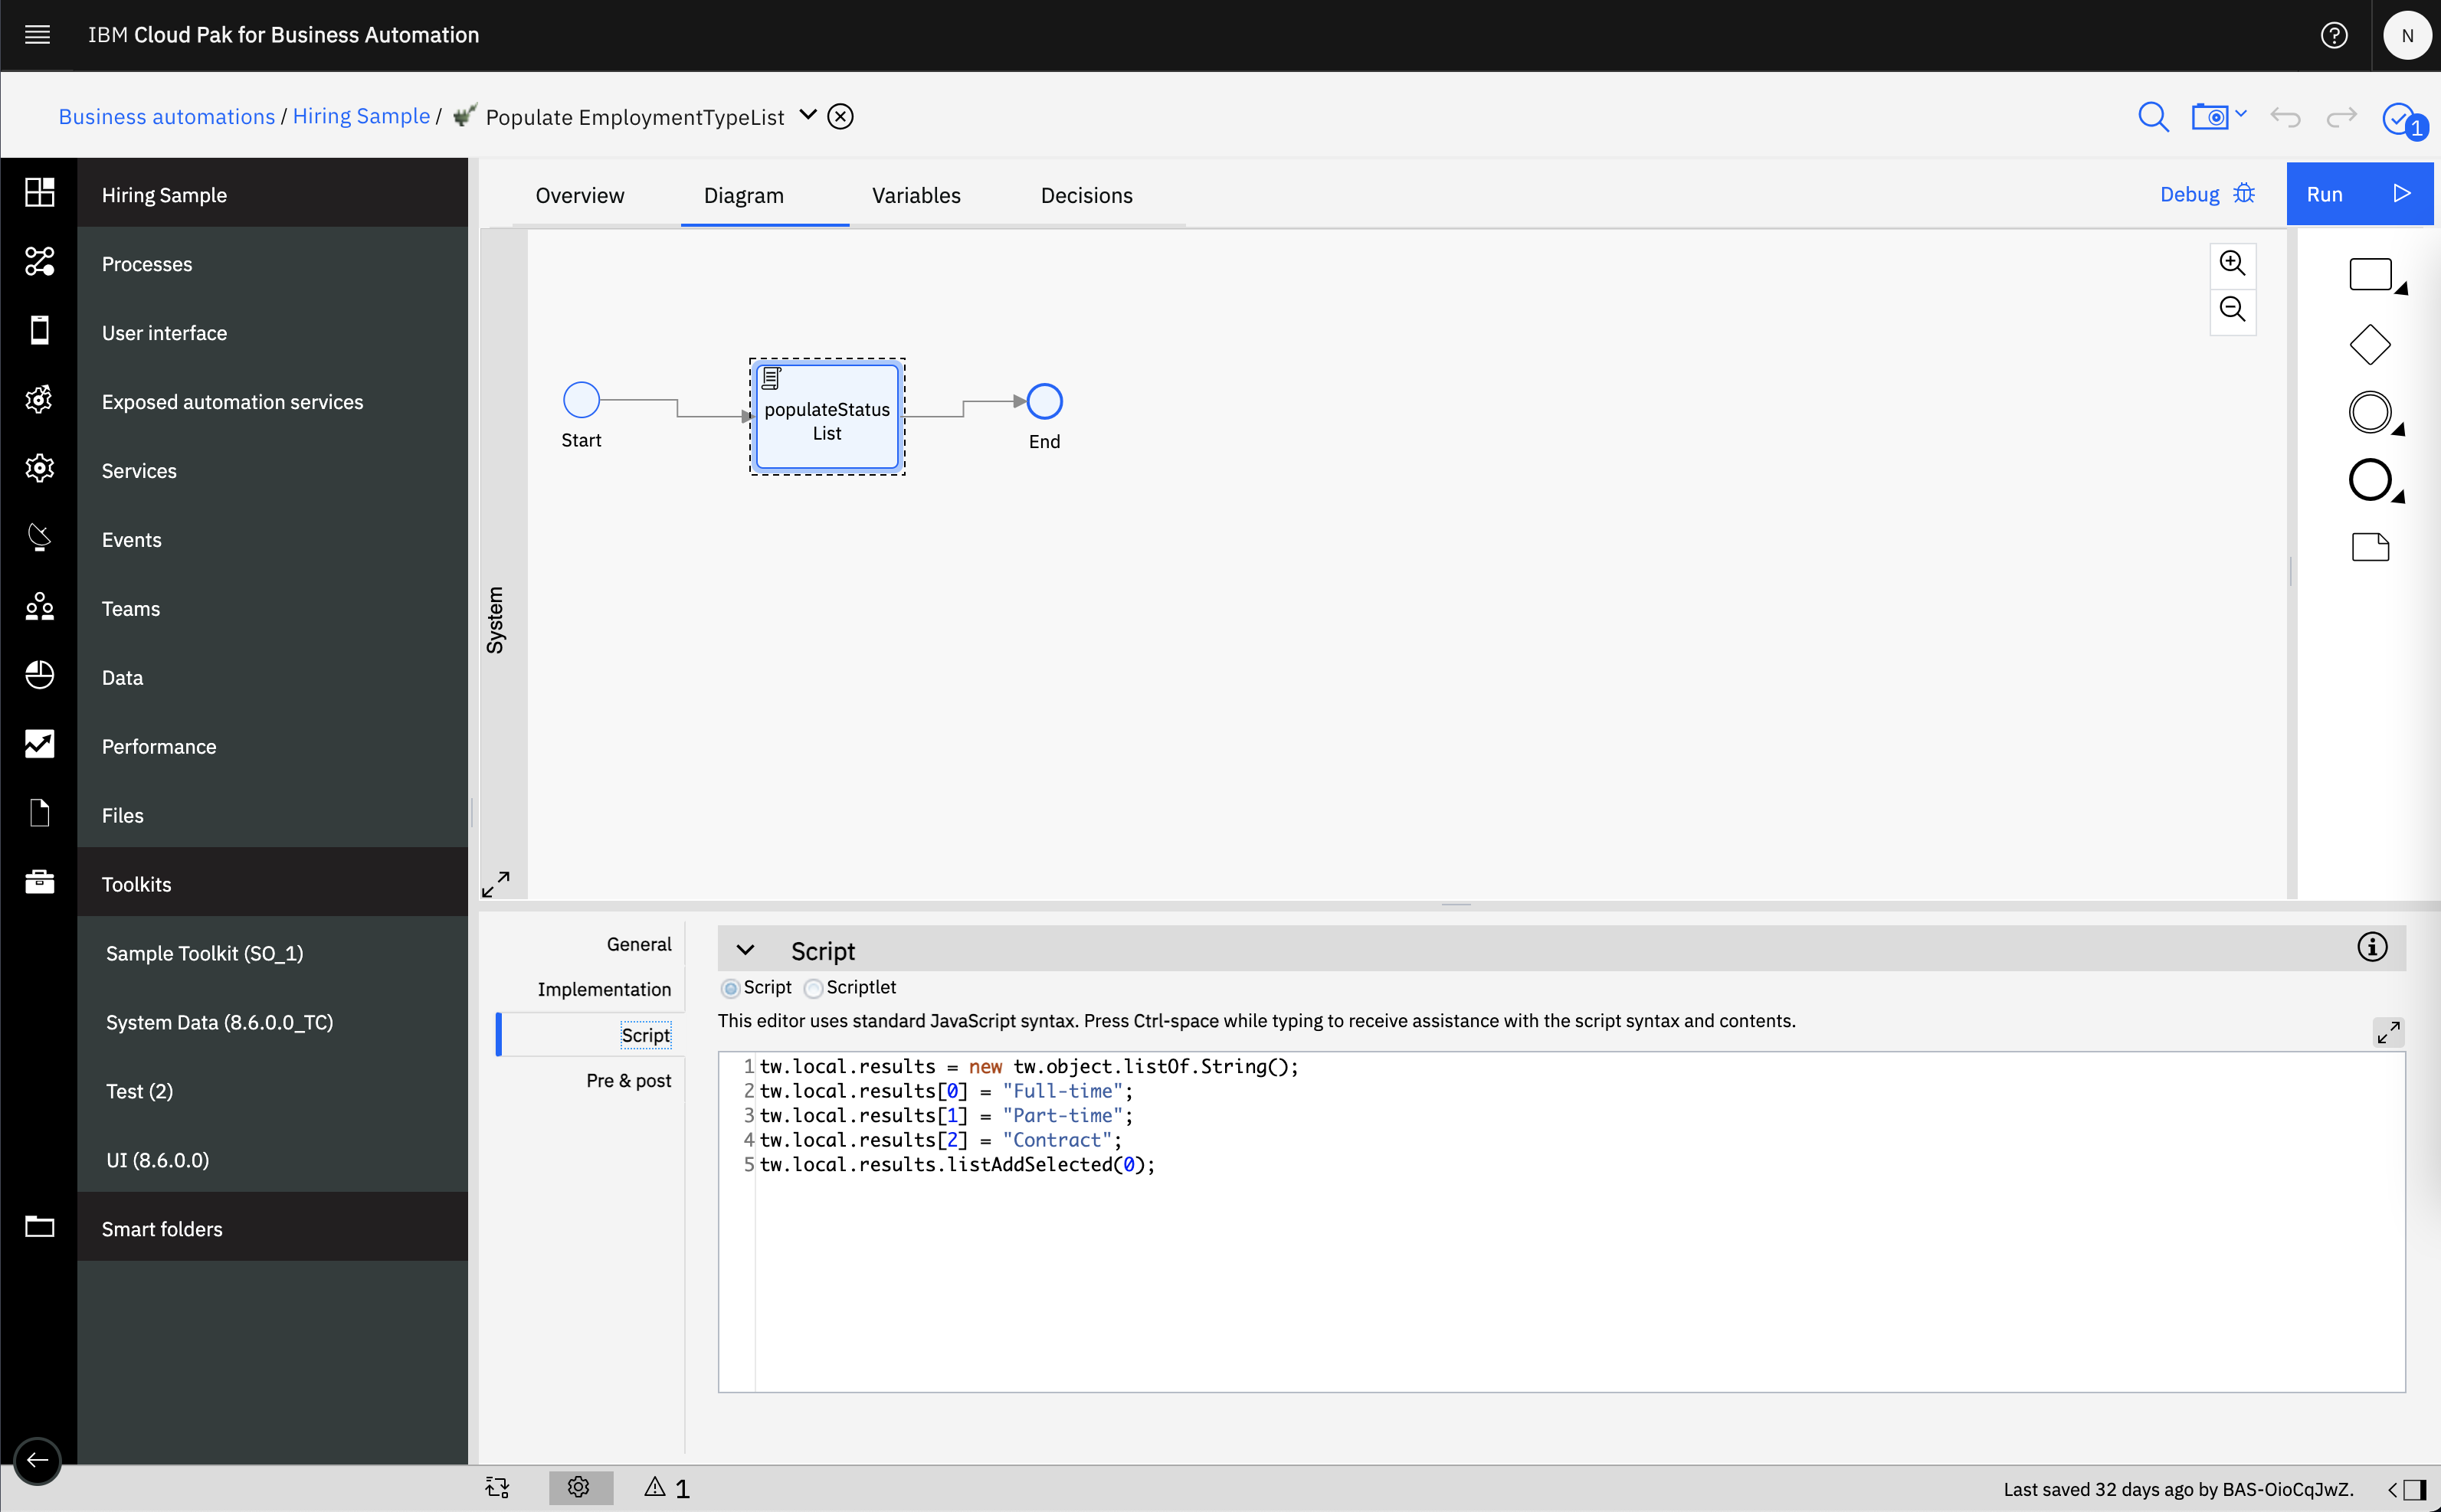 IBM Cloud Pak for Business Automation
N
Business automations / Hiring Sample / Populate EmploymentTypeList
1
Hiring Sample
Processes
User interface
Exposed automation services
Services
Events
Teams
Data
Performance
Files
Toolkits
Sample Toolkit (SO_1)
System Data (8.6.0.0_TC)
Test (2)
UI (8.6.0.0)
Smart folders
Overview
Diagram
Variables
Decisions
Debug
Run
System
Start
populateStatus
List
End
General
Implementation
Script
Pre & post
Script
Script
Scriptlet
This editor uses standard JavaScript syntax. Press Ctrl-space while typing to receive assistance with the script syntax and contents.
1 tw.local.results = new tw.object.listOf.String();
2 tw.local.results[0] = "Full-time";
3 tw.local.results[1] = "Part-time";
4 tw.local.results[2] = "Contract";
5 tw.local.results.listAddSelected(0);
1
Last saved 32 days ago by BAS-OioCqJwZ.